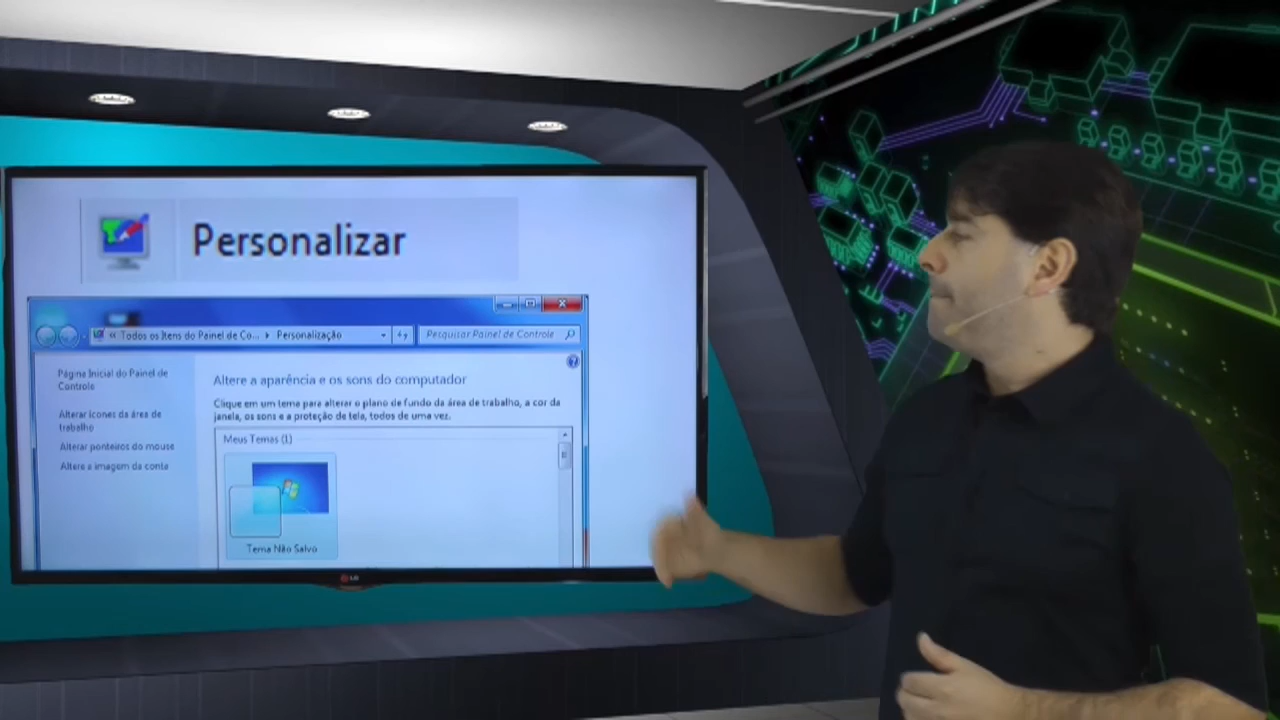 Personalizar
« Todos os Itens do Painel de Co... ▸ Personalização
Pesquisar Painel de Controle
Página Inicial do Painel de
Controle
Alterar ícones da área de
trabalho
Alterar ponteiros do mouse
Altere a imagem da conta
Altere a aparência e os sons do computador
Clique em um tema para alterar o plano de fundo da área de trabalho, a cor da
janela, os sons e a proteção de tela, todos de uma vez.
Meus Temas (1)
Tema Não Salvo
LG